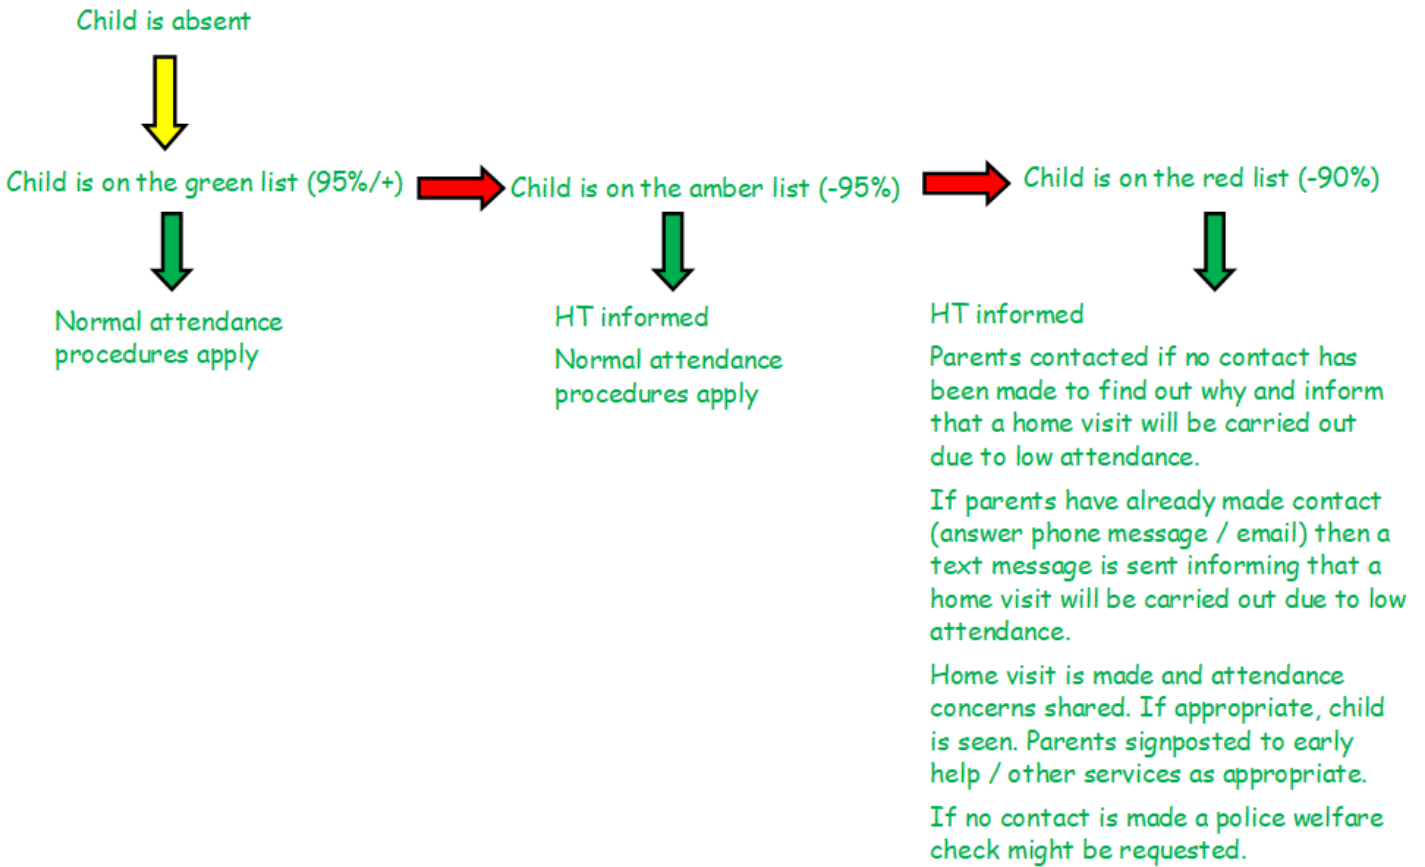 Child is absent
Child is on the green list (95%/+)
Child is on the amber list (-95%)
Child is on the red list (-90%)
Normal attendance
procedures apply
HT informed
Normal attendance
procedures apply
HT informed
Parents contacted if no contact has
been made to find out why and inform
that a home visit will be carried out
due to low attendance.
If parents have already made contact
(answer phone message / email) then a
text message is sent informing that a
home visit will be carried out due to low
attendance.
Home visit is made and attendance
concerns shared. If appropriate, child
is seen. Parents signposted to early
help / other services as appropriate.
If no contact is made a police welfare
check might be requested.